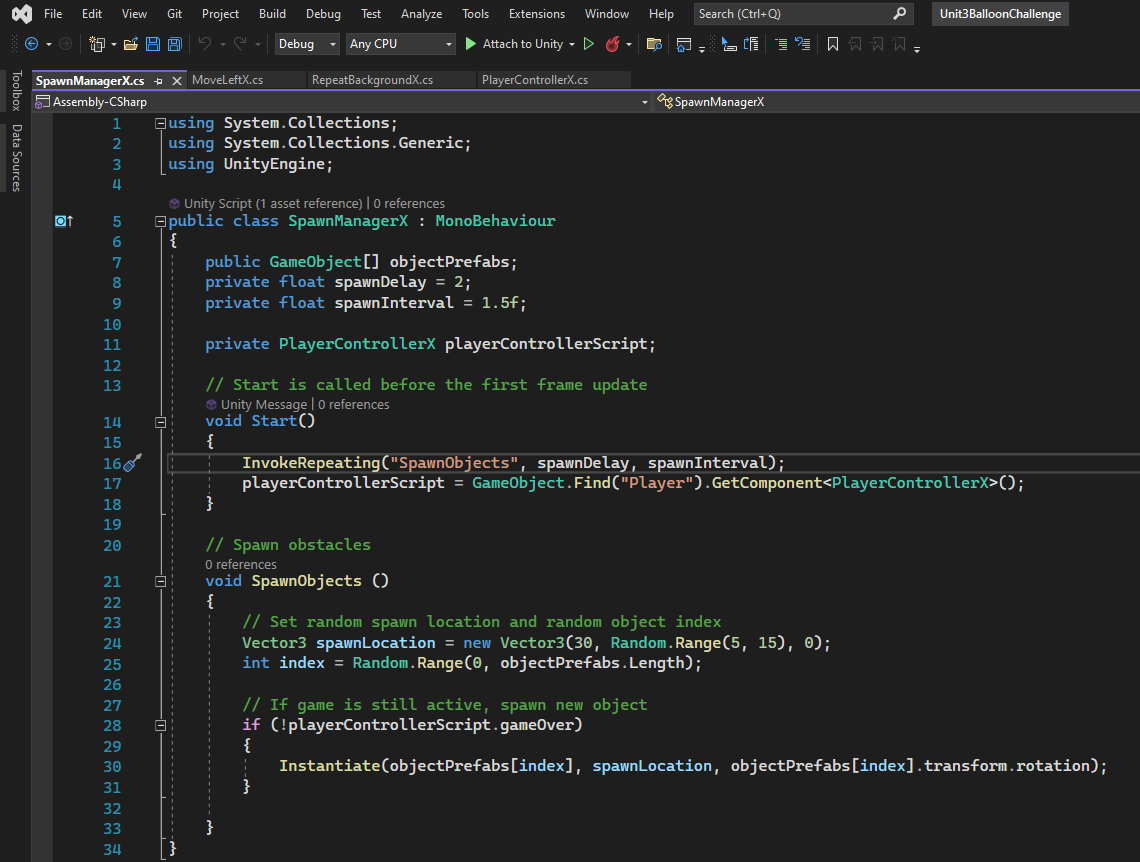 File Edit View Git Project Build Debug Test Analyze Tools Extensions Window Help Search (Ctrl+Q) Unit3BalloonChallenge
Debug Any CPU Attach to Unity
Toolbox
Data Sources
SpawnManagerX.cs MoveLeftX.cs RepeatBackgroundX.cs PlayerControllerX.cs
Assembly-CSharp SpawnManagerX
1 using System.Collections;
2 using System.Collections.Generic;
3 using UnityEngine;
4
Unity Script (1 asset reference) | 0 references
5 public class SpawnManagerX : MonoBehaviour
6 {
7 public GameObject[] objectPrefabs;
8 private float spawnDelay = 2;
9 private float spawnInterval = 1.5f;
10
11 private PlayerControllerX playerControllerScript;
12
13 // Start is called before the first frame update
Unity Message | 0 references
14 void Start()
15 {
16 InvokeRepeating("SpawnObjects", spawnDelay, spawnInterval);
17 playerControllerScript = GameObject.Find("Player").GetComponent<PlayerControllerX>();
18 }
19
20 // Spawn obstacles
0 references
21 void SpawnObjects ()
22 {
23 // Set random spawn location and random object index
24 Vector3 spawnLocation = new Vector3(30, Random.Range(5, 15), 0);
25 int index = Random.Range(0, objectPrefabs.Length);
26
27 // If game is still active, spawn new object
28 if (!playerControllerScript.gameOver)
29 {
30 Instantiate(objectPrefabs[index], spawnLocation, objectPrefabs[index].transform.rotation);
31 }
32
33 }
34 }